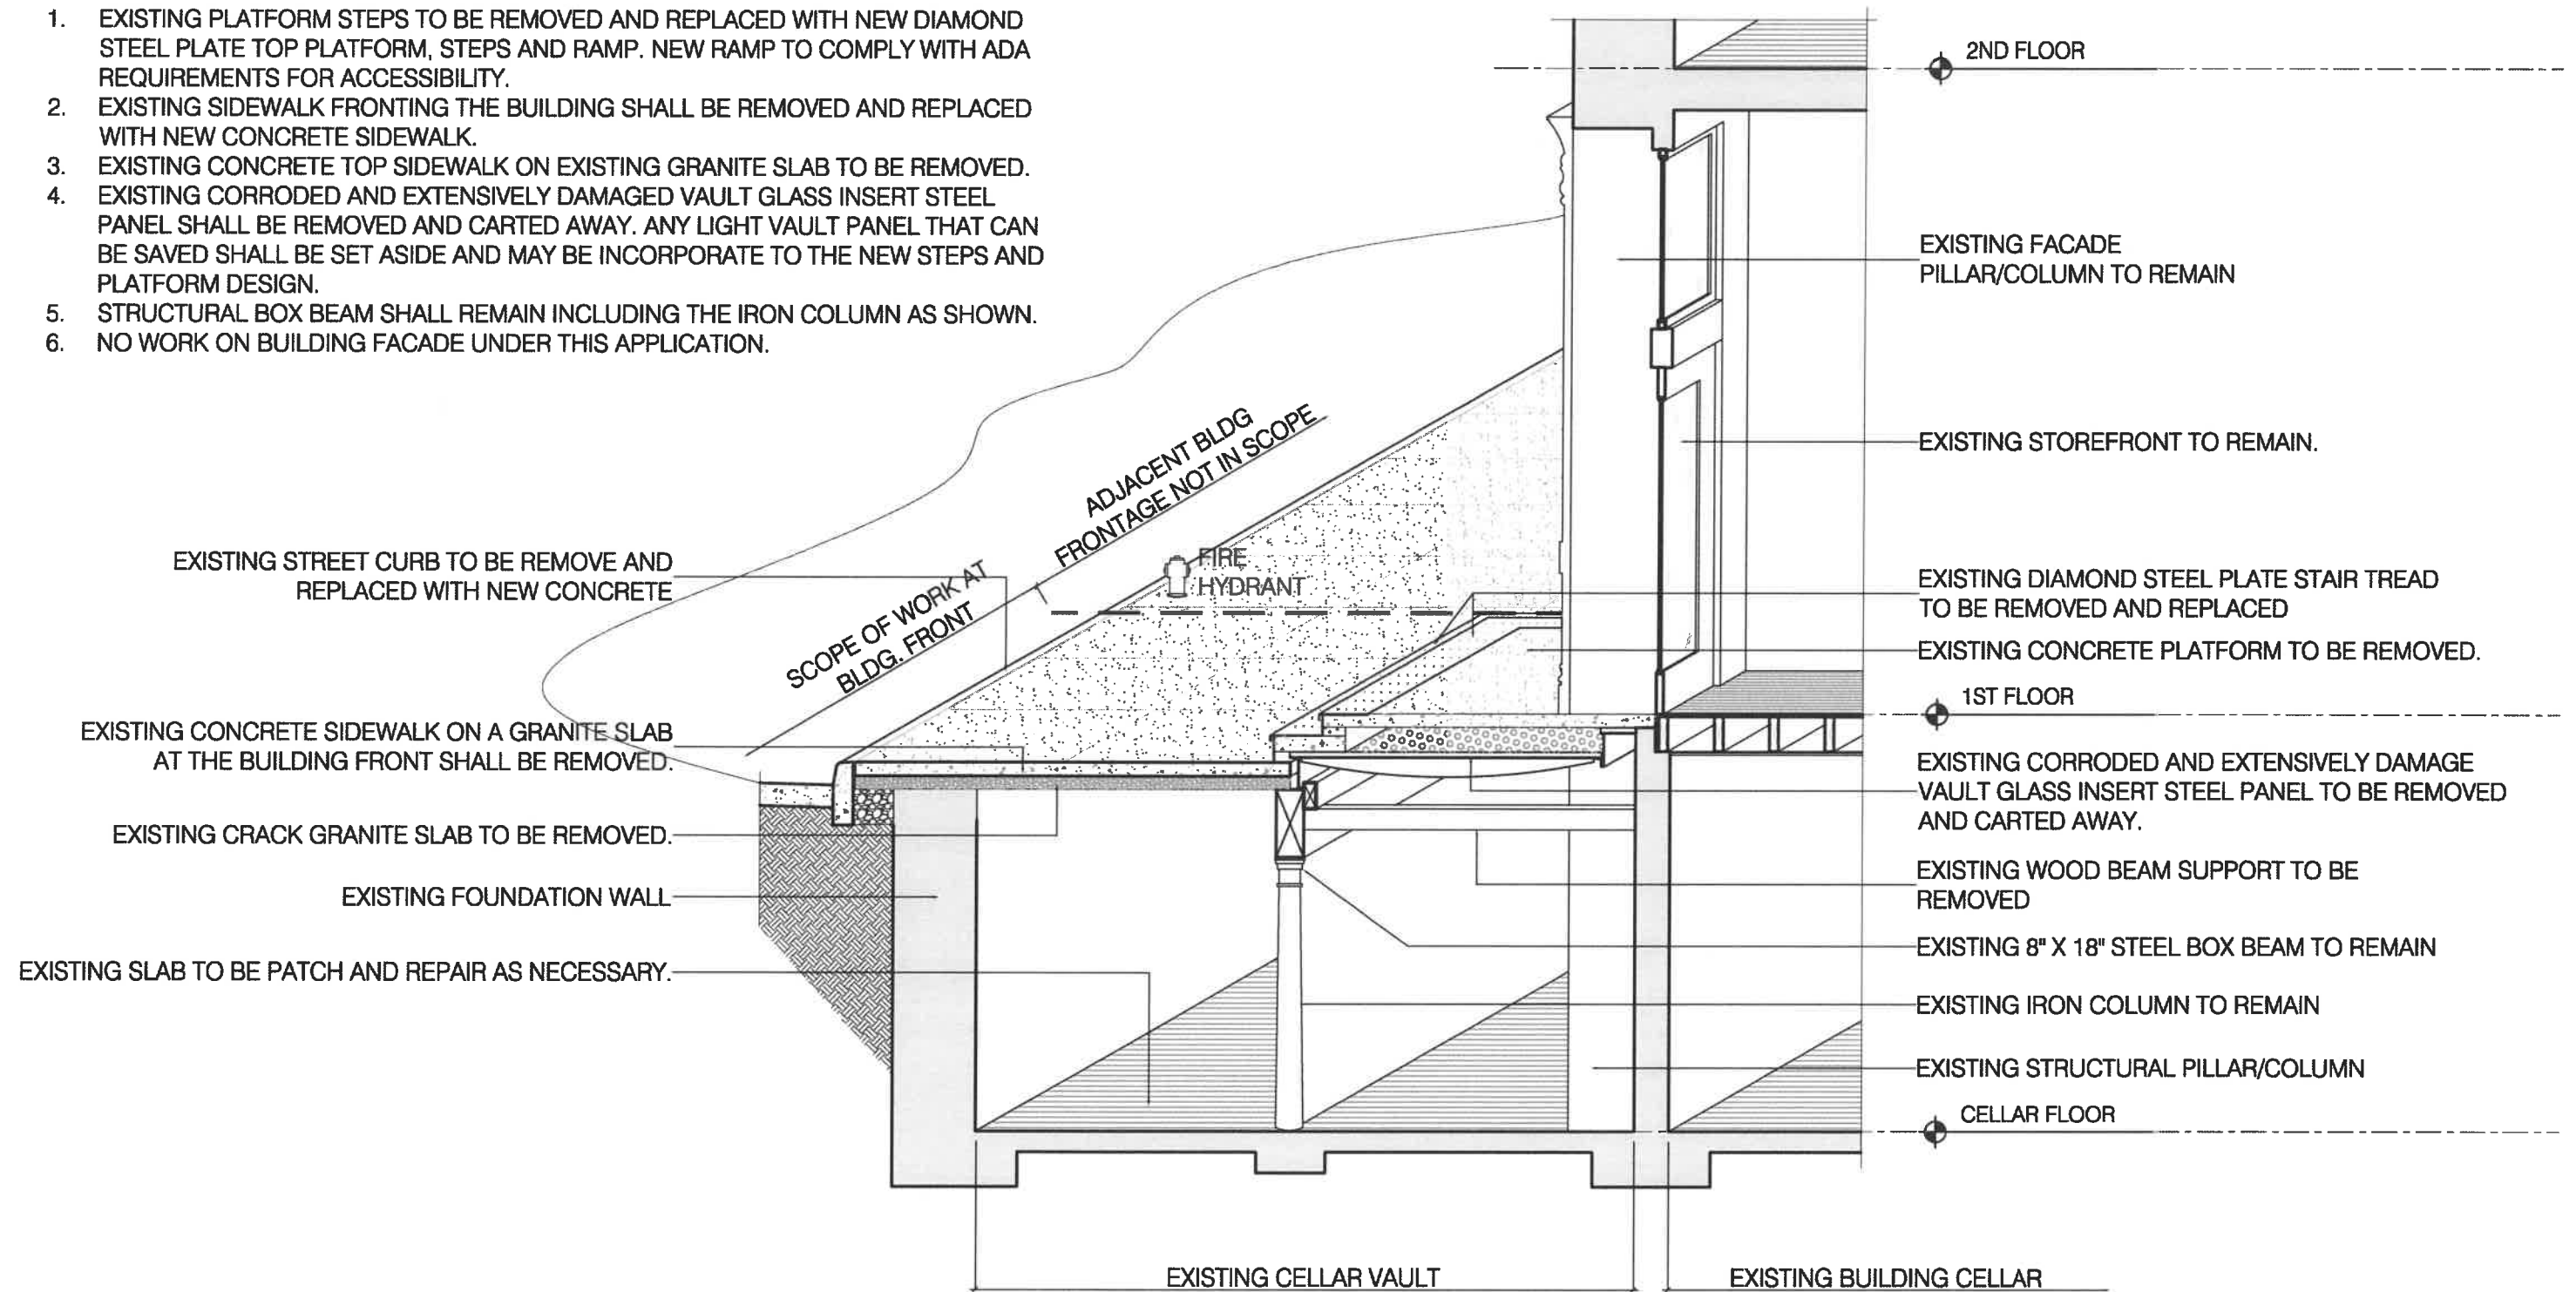 1. EXISTING PLATFORM STEPS TO BE REMOVED AND REPLACED WITH NEW DIAMOND
STEEL PLATE TOP PLATFORM, STEPS AND RAMP. NEW RAMP TO COMPLY WITH ADA
REQUIREMENTS FOR ACCESSIBILITY.
2. EXISTING SIDEWALK FRONTING THE BUILDING SHALL BE REMOVED AND REPLACED
WITH NEW CONCRETE SIDEWALK.
3. EXISTING CONCRETE TOP SIDEWALK ON EXISTING GRANITE SLAB TO BE REMOVED.
4. EXISTING CORRODED AND EXTENSIVELY DAMAGED VAULT GLASS INSERT STEEL
PANEL SHALL BE REMOVED AND CARTED AWAY. ANY LIGHT VAULT PANEL THAT CAN
BE SAVED SHALL BE SET ASIDE AND MAY BE INCORPORATE TO THE NEW STEPS AND
PLATFORM DESIGN.
5. STRUCTURAL BOX BEAM SHALL REMAIN INCLUDING THE IRON COLUMN AS SHOWN.
6. NO WORK ON BUILDING FACADE UNDER THIS APPLICATION.
2ND FLOOR
EXISTING FACADE
PILLAR/COLUMN TO REMAIN
EXISTING STOREFRONT TO REMAIN.
ADJACENT BLDG
FRONTAGE NOT IN SCOPE
SCOPE OF WORK AT
BLDG. FRONT
FIRE
HYDRANT
EXISTING STREET CURB TO BE REMOVE AND
REPLACED WITH NEW CONCRETE
EXISTING DIAMOND STEEL PLATE STAIR TREAD
TO BE REMOVED AND REPLACED
EXISTING CONCRETE PLATFORM TO BE REMOVED.
1ST FLOOR
EXISTING CONCRETE SIDEWALK ON A GRANITE SLAB
AT THE BUILDING FRONT SHALL BE REMOVED.
EXISTING CORRODED AND EXTENSIVELY DAMAGE
VAULT GLASS INSERT STEEL PANEL TO BE REMOVED
AND CARTED AWAY.
EXISTING CRACK GRANITE SLAB TO BE REMOVED.
EXISTING WOOD BEAM SUPPORT TO BE
REMOVED
EXISTING FOUNDATION WALL
EXISTING 8" X 18" STEEL BOX BEAM TO REMAIN
EXISTING SLAB TO BE PATCH AND REPAIR AS NECESSARY.
EXISTING IRON COLUMN TO REMAIN
EXISTING STRUCTURAL PILLAR/COLUMN
CELLAR FLOOR
EXISTING CELLAR VAULT
EXISTING BUILDING CELLAR